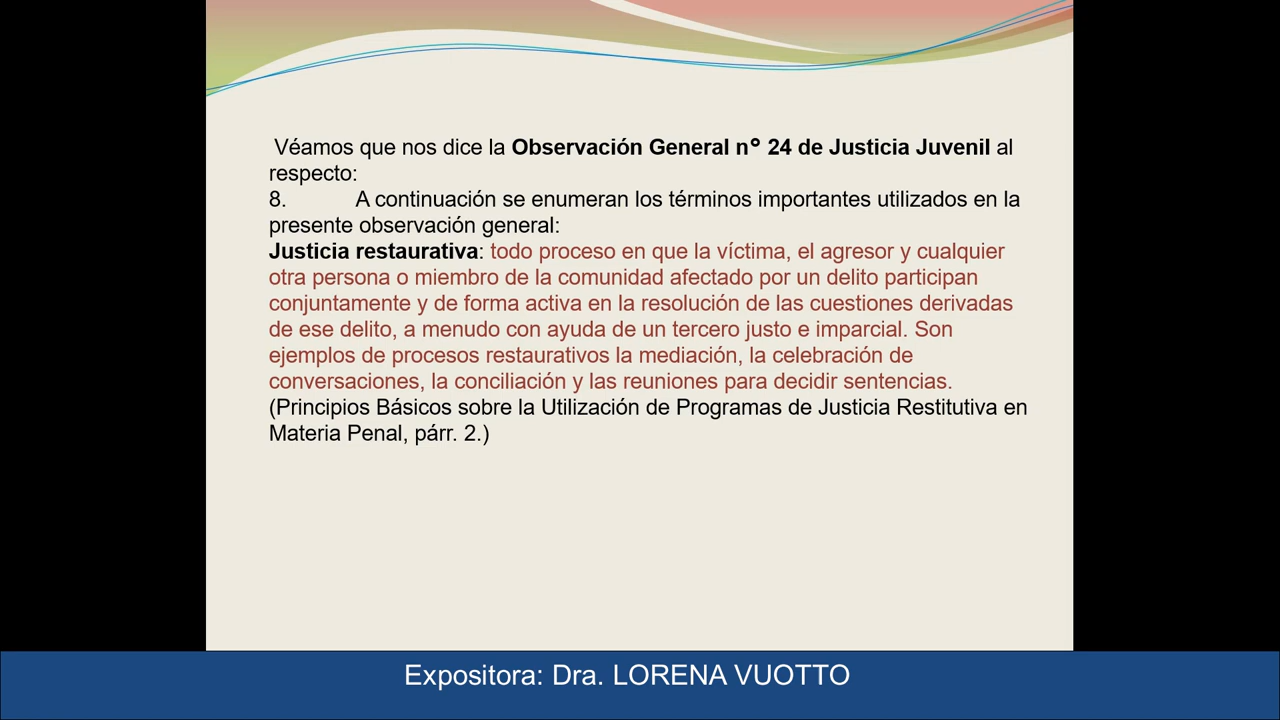 Véamos que nos dice la Observación General n° 24 de Justicia Juvenil al
respecto:
8. A continuación se enumeran los términos importantes utilizados en la
presente observación general:
Justicia restaurativa: todo proceso en que la víctima, el agresor y cualquier
otra persona o miembro de la comunidad afectado por un delito participan
conjuntamente y de forma activa en la resolución de las cuestiones derivadas
de ese delito, a menudo con ayuda de un tercero justo e imparcial. Son
ejemplos de procesos restaurativos la mediación, la celebración de
conversaciones, la conciliación y las reuniones para decidir sentencias.
(Principios Básicos sobre la Utilización de Programas de Justicia Restitutiva en
Materia Penal, párr. 2.)
Expositora: Dra. LORENA VUOTTO